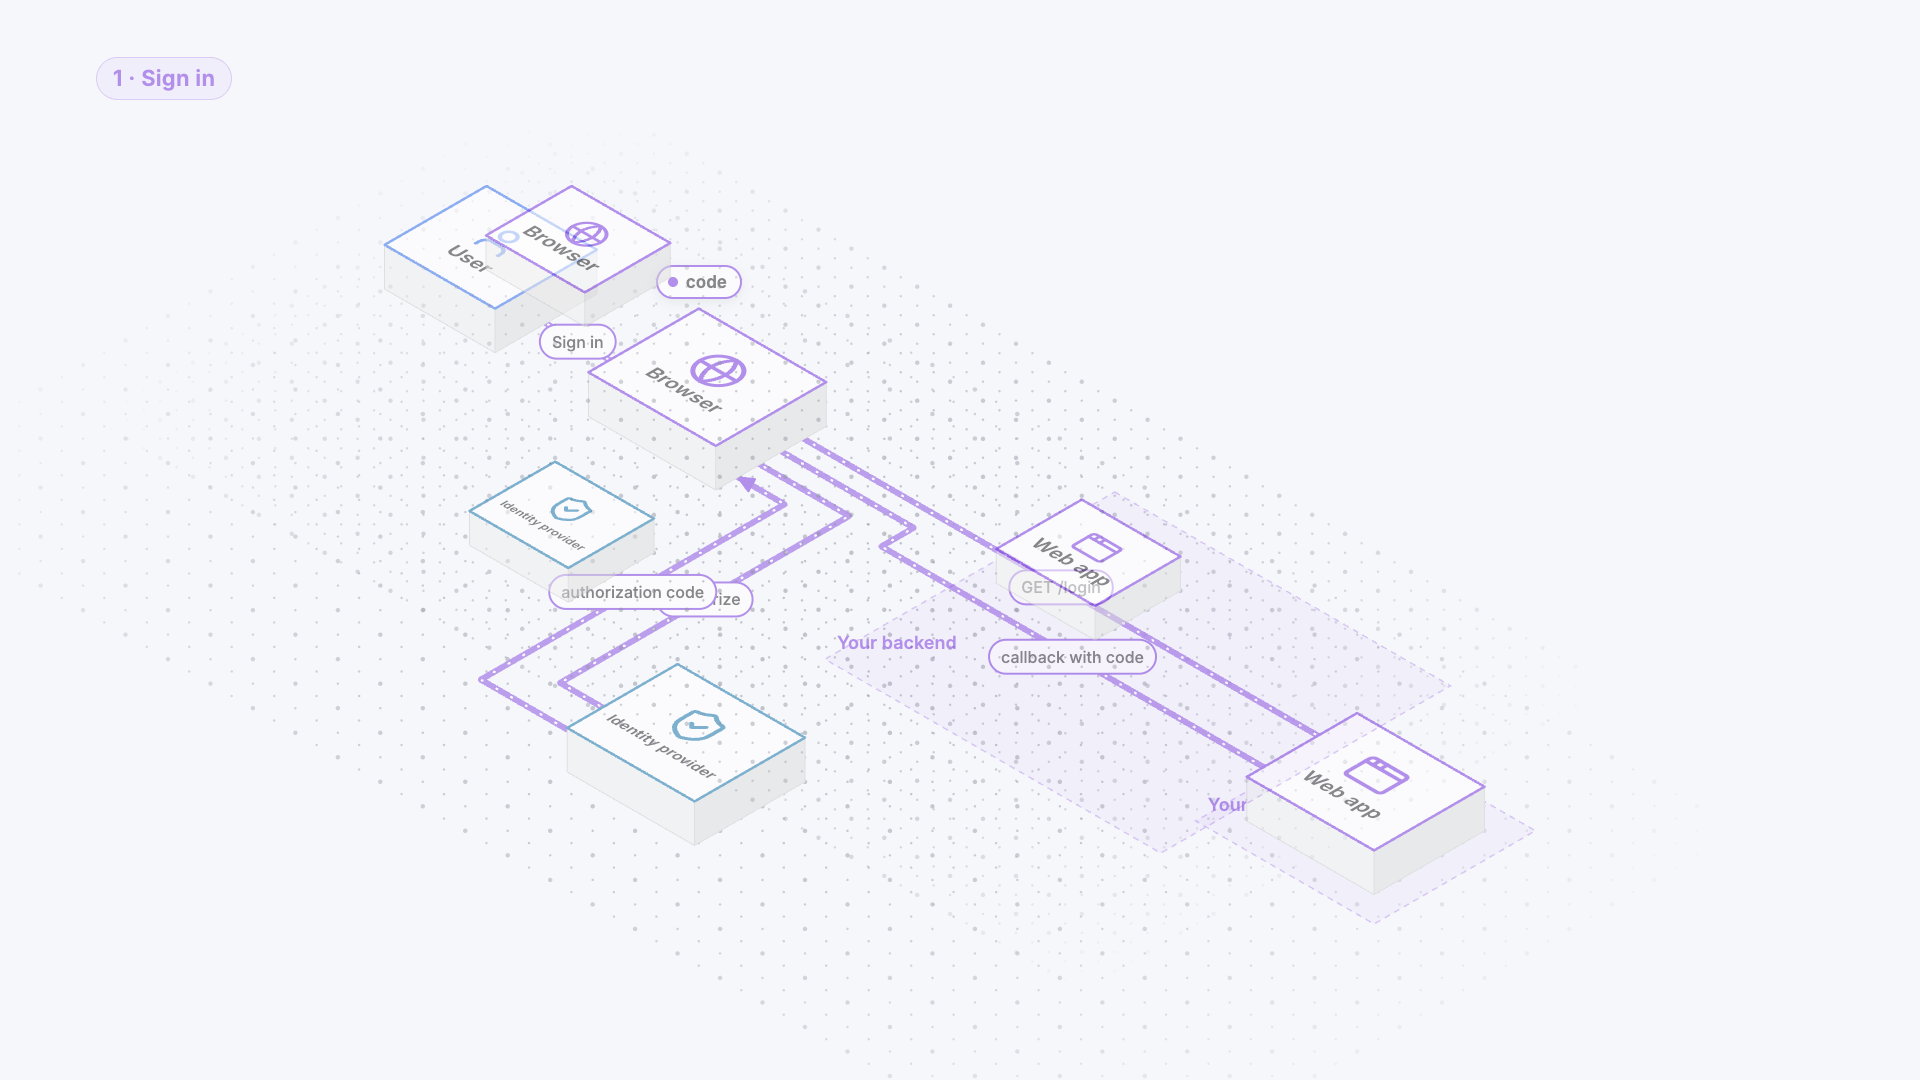 1 · Sign in
User
Browser
code
Sign in
Browser
Identity provider
Web app
GET /login
authorization code
rize
Your backend
callback with code
Identity provider
Web app
Your